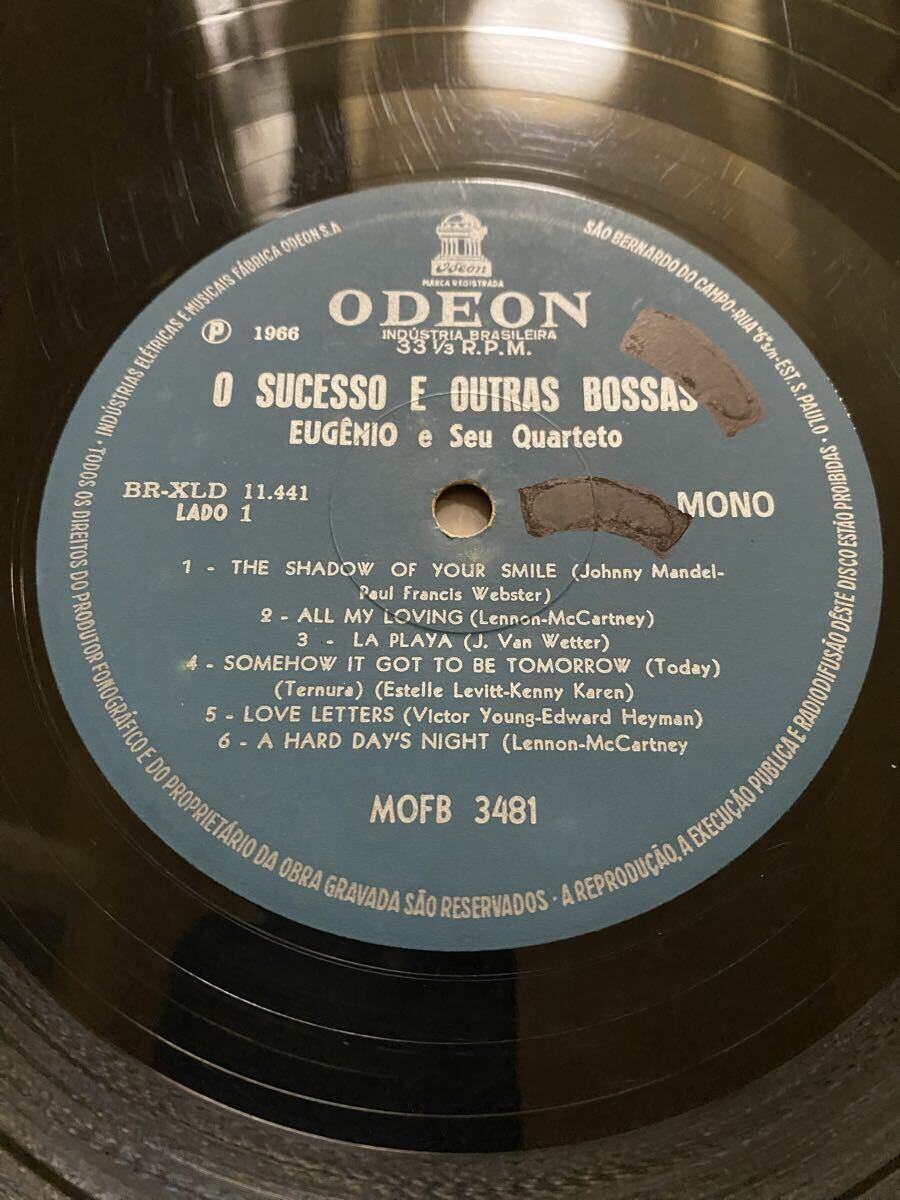 Odeon
MARCA REGISTRADA
ODEON
INDÚSTRIA BRASILEIRA
33 1/3 R.P.M.
℗ 1966
O SUCESSO E OUTRAS BOSSAS
EUGÊNIO e Seu Quarteto
BR-XLD 11.441
LADO 1
MONO
1 - THE SHADOW OF YOUR SMILE (Johnny Mandel-
Paul Francis Webster)
2 - ALL MY LOVING (Lennon-McCartney)
3 - LA PLAYA (J. Van Wetter)
4 - SOMEHOW IT GOT TO BE TOMORROW (Today)
(Ternura) (Estelle Levitt-Kenny Karen)
5 - LOVE LETTERS (Victor Young-Edward Heyman)
6 - A HARD DAY'S NIGHT (Lennon-McCartney
MOFB 3481
INDÚSTRIAS ELÉTRICAS E MUSICAIS FÁBRICA ODEON S.A
SÃO BERNARDO DO CAMPO-RUA "6" s/n-EST. S. PAULO ·
TODOS OS DIREITOS DO PRODUTOR FONOGRÁFICO E DO PROPRIETÁRIO DA OBRA GRAVADA SÃO RESERVADOS · A REPRODUÇÃO, A EXECUÇÃO PUBLICA E RADIODIFUSÃO DÊSTE DISCO ESTÃO PROIBIDAS ·